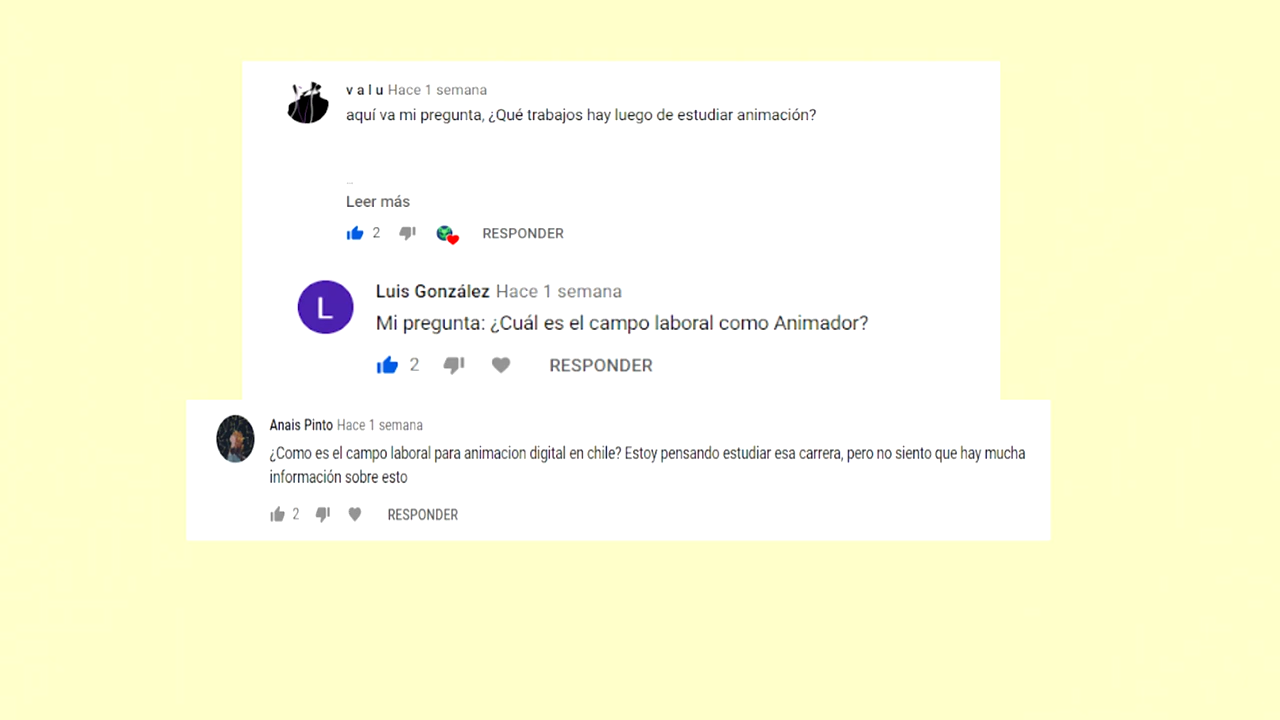 v a l u Hace 1 semana
aquí va mi pregunta, ¿Qué trabajos hay luego de estudiar animación?
...
Leer más
2 RESPONDER
L
Luis González Hace 1 semana
Mi pregunta: ¿Cuál es el campo laboral como Animador?
2 RESPONDER
Anais Pinto Hace 1 semana
¿Como es el campo laboral para animacion digital en chile? Estoy pensando estudiar esa carrera, pero no siento que hay mucha
información sobre esto
2 RESPONDER